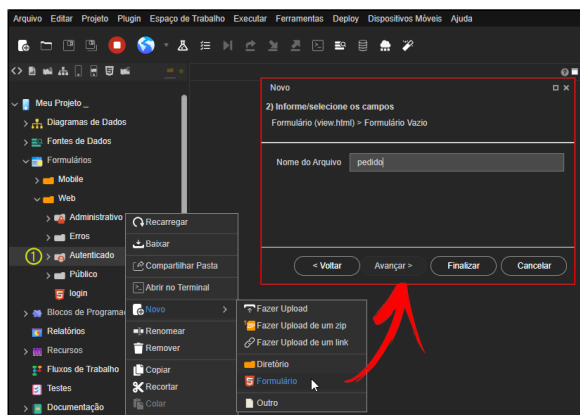 Arquivo Editar Projeto Plugin Espaço de Trabalho Executar Ferramentas Deploy Dispositivos Móveis Ajuda
Meu Projeto _
Diagramas de Dados
Fontes de Dados
Formulários
Mobile
Web
Administrativo
Erros
1 Autenticado
Público
login
Blocos de Programa
Relatórios
Recursos
Fluxos de Trabalho
Testes
Documentação
Recarregar
Baixar
Compartilhar Pasta
Abrir no Terminal
Novo
Renomear
Remover
Copiar
Recortar
Colar
Fazer Upload
Fazer Upload de um zip
Fazer Upload de um link
Diretório
Formulário
Outro
Novo
2) Informe/selecione os campos
Formulário (view.html) > Formulário Vazio
Nome do Arquivo pedido
< Voltar Avançar > Finalizar Cancelar